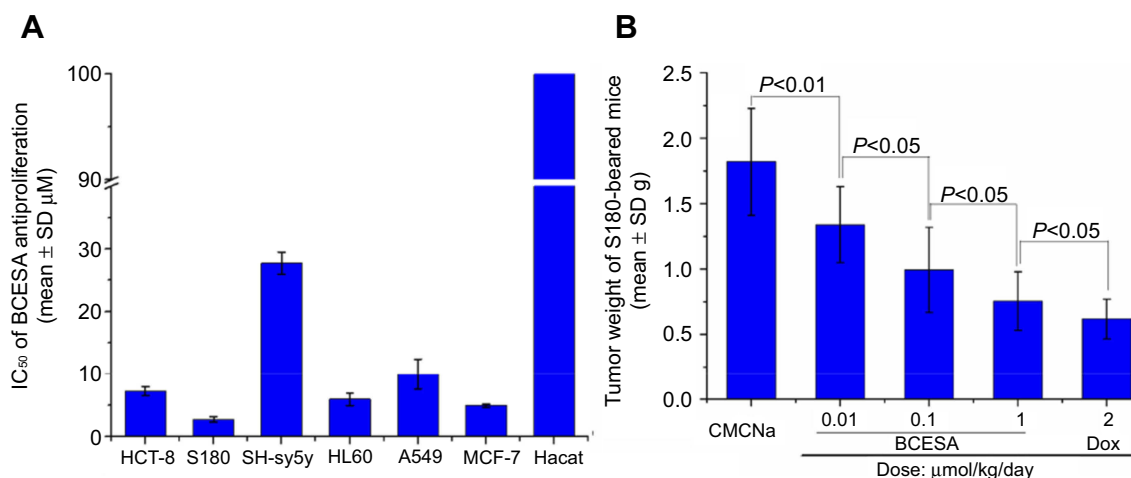 A
IC₅₀ of BCESA antiproliferation
(mean ± SD μM)
100
90
30
20
10
0
HCT-8 S180 SH-sy5y HL60 A549 MCF-7 Hacat
B
Tumor weight of S180-beared mice
(mean ± SD g)
2.5
2.0
1.5
1.0
0.5
0.0
P<0.01
P<0.05
P<0.05
P<0.05
CMCNa 0.01 0.1 1 2
BCESA Dox
Dose: μmol/kg/day